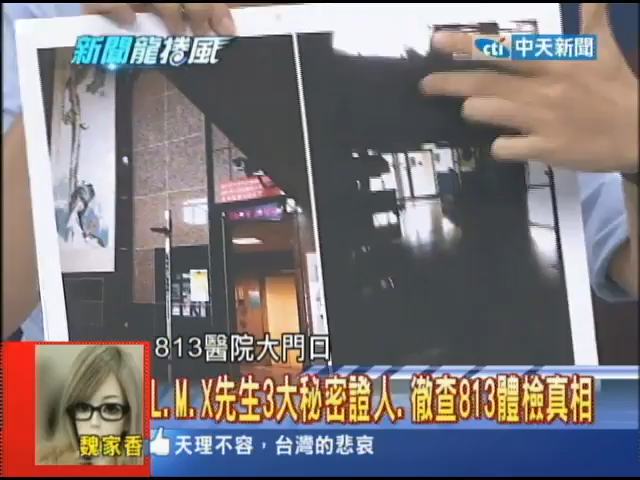 新聞龍捲風
cti 中天新聞
813醫院大門口
L.M.X先生3大秘密證人.徹查813體檢真相
魏家香
天理不容，台灣的悲哀